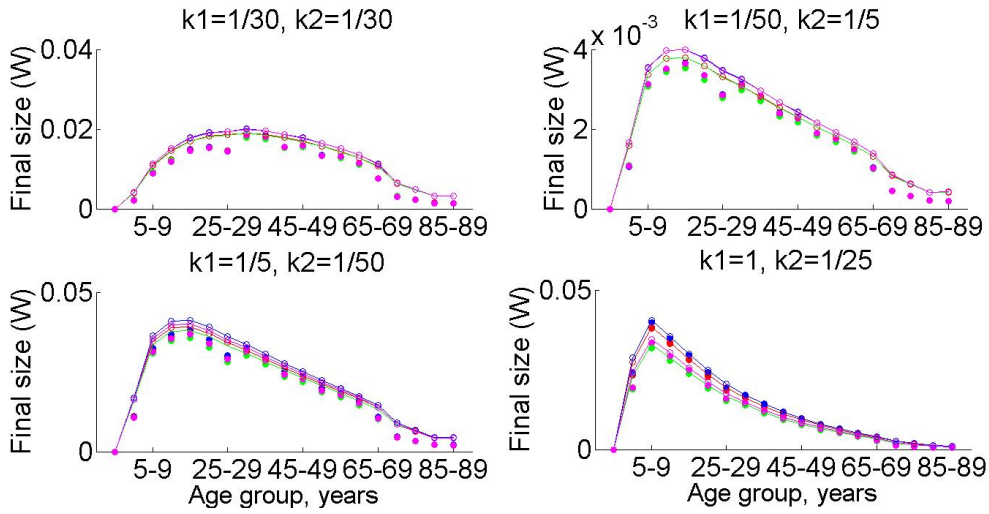 k1=1/30, k2=1/30
Final size (W)
0.04
0.02
0
5-9 25-29 45-49 65-69 85-89
k1=1/50, k2=1/5
Final size (W)
4 x 10⁻³
2
0
5-9 25-29 45-49 65-69 85-89
k1=1/5, k2=1/50
Final size (W)
0.05
0
5-9 25-29 45-49 65-69 85-89
Age group, years
k1=1, k2=1/25
Final size (W)
0.05
0
5-9 25-29 45-49 65-69 85-89
Age group, years